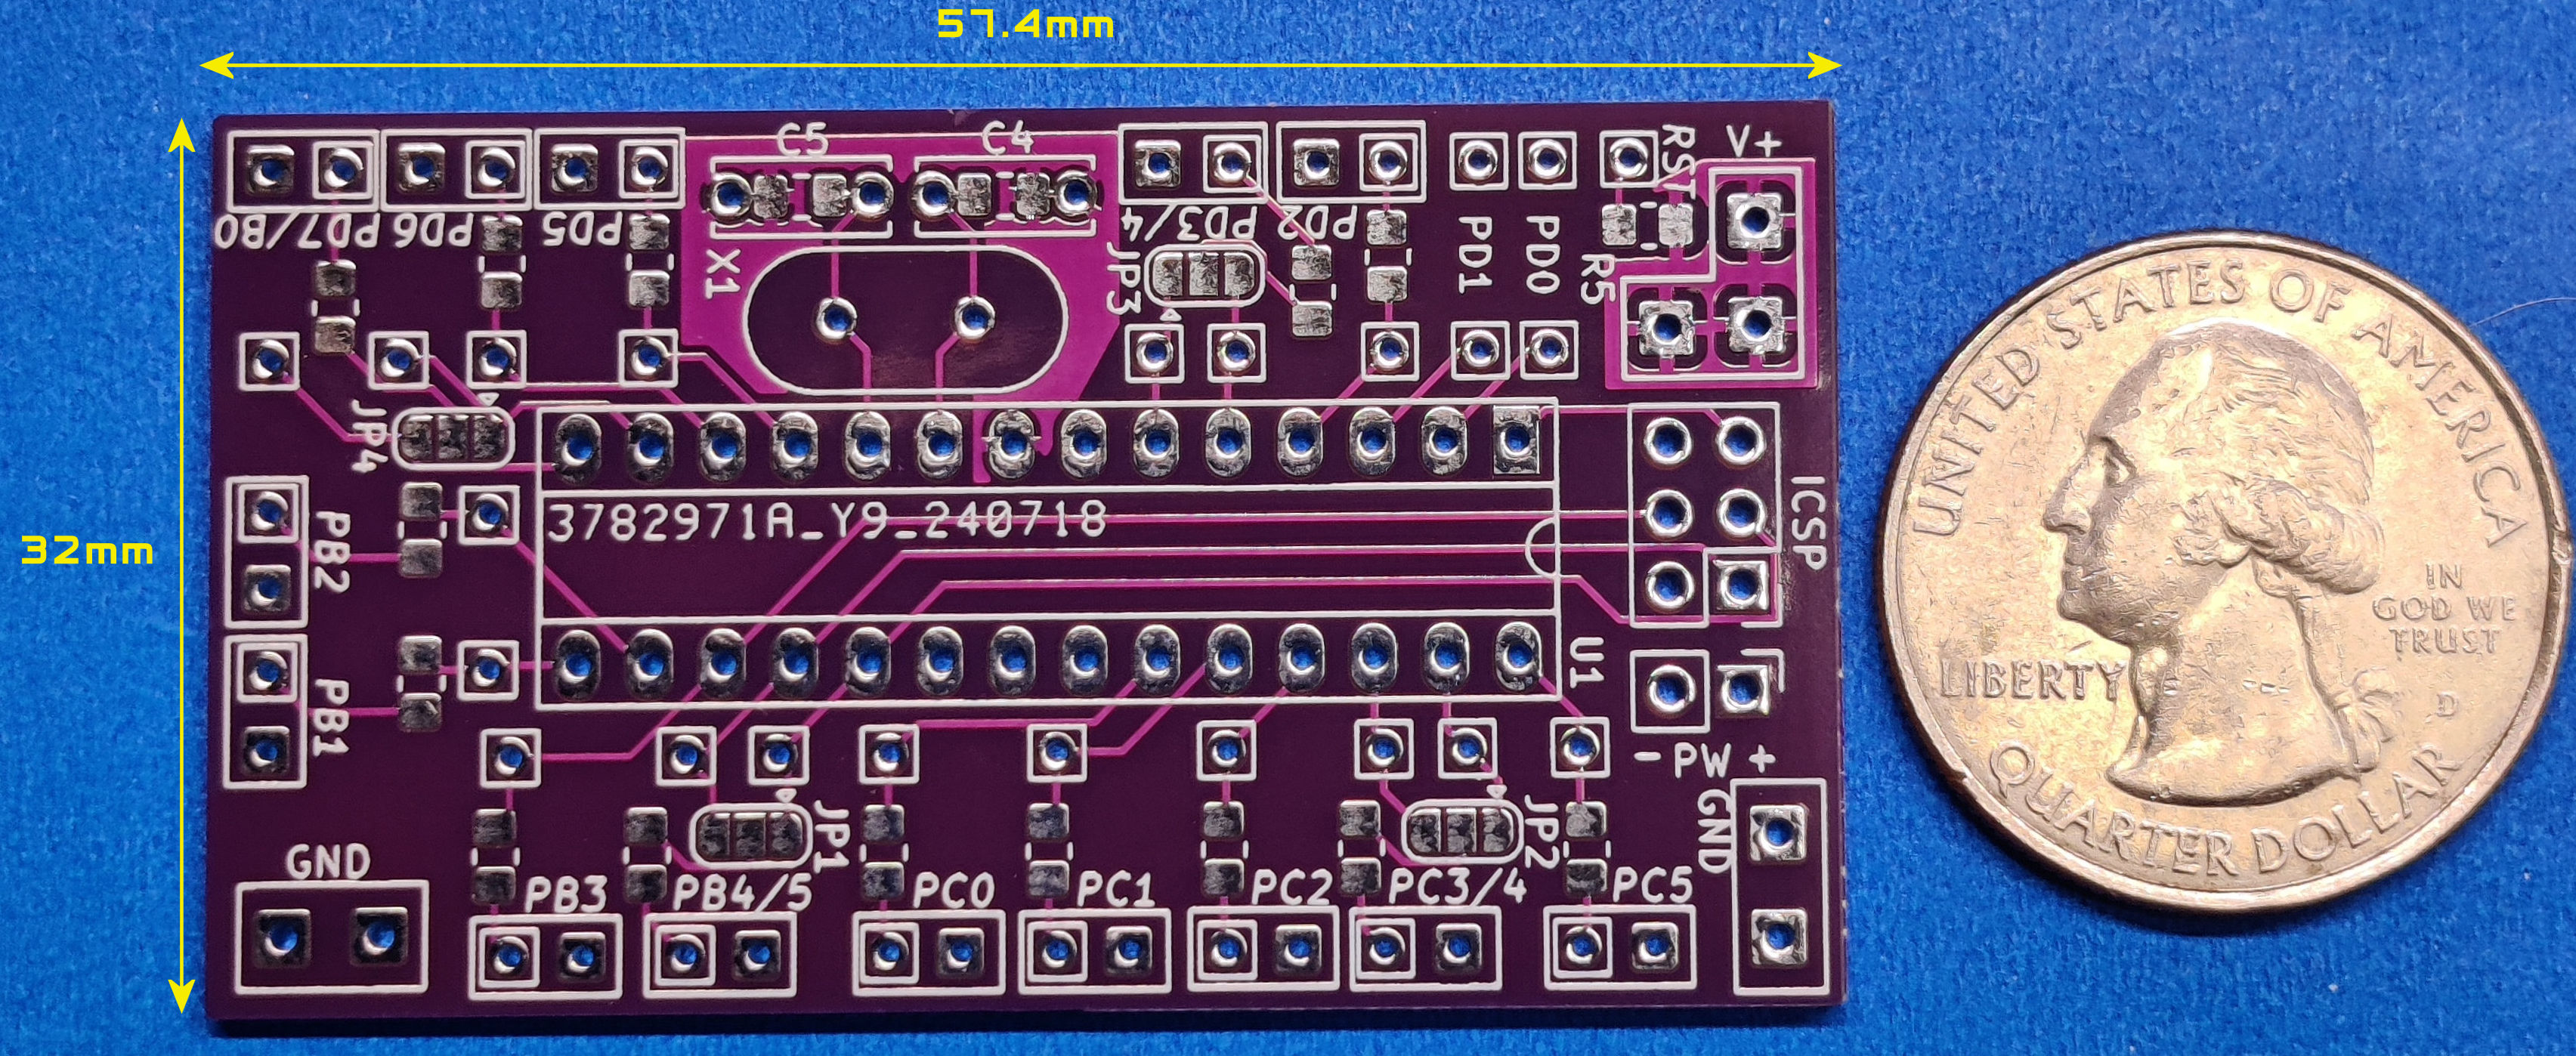 57.4mm
32mm
C5
C4
RST
V+
PD7/B0
PD6
PD5
PD3/4
PD2
X1
JP3
PD1
PD0
R5
JP4
3782971A_Y9_240718
ICSP
PB2
PB1
U1
- PW +
GND
JP1
JP2
GND
PB3
PB4/5
PC0
PC1
PC2
PC3/4
PC5
UNITED STATES OF AMERICA
IN
GOD WE
TRUST
LIBERTY
D
QUARTER DOLLAR